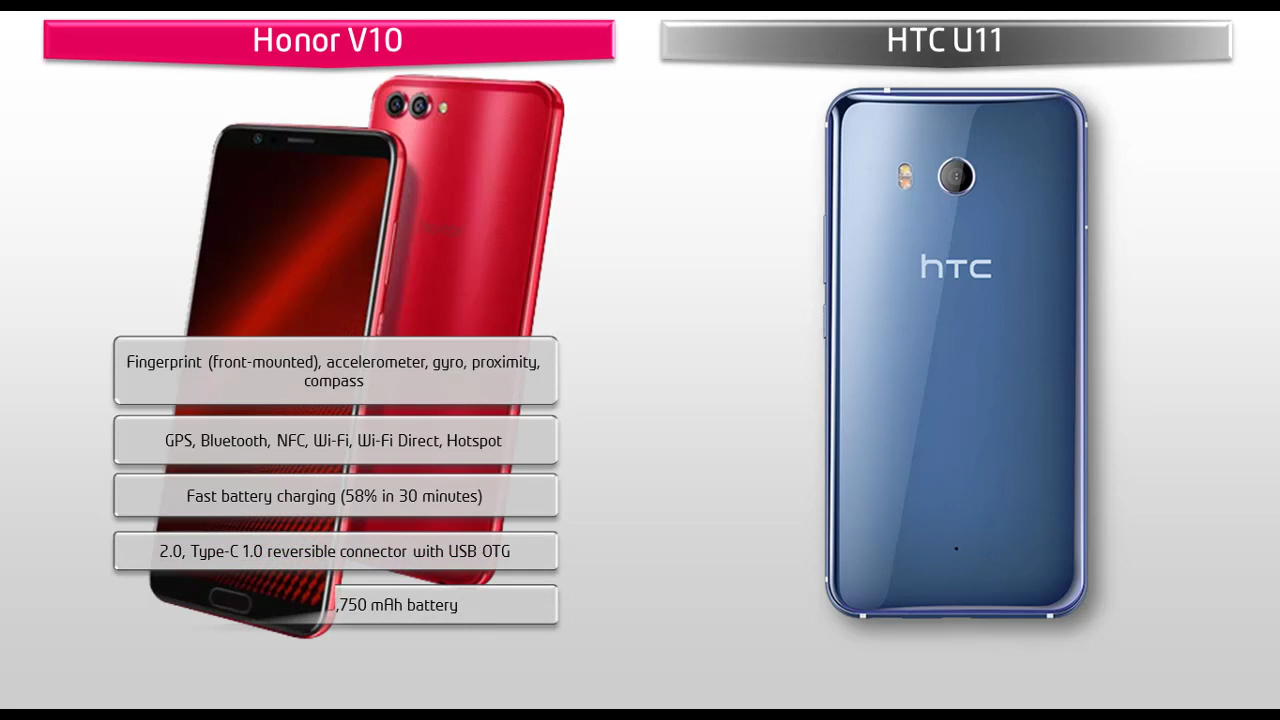 Honor V10
HTC U11
Fingerprint (front-mounted), accelerometer, gyro, proximity,
compass
GPS, Bluetooth, NFC, Wi-Fi, Wi-Fi Direct, Hotspot
Fast battery charging (58% in 30 minutes)
2.0, Type-C 1.0 reversible connector with USB OTG
,750 mAh battery
hTC